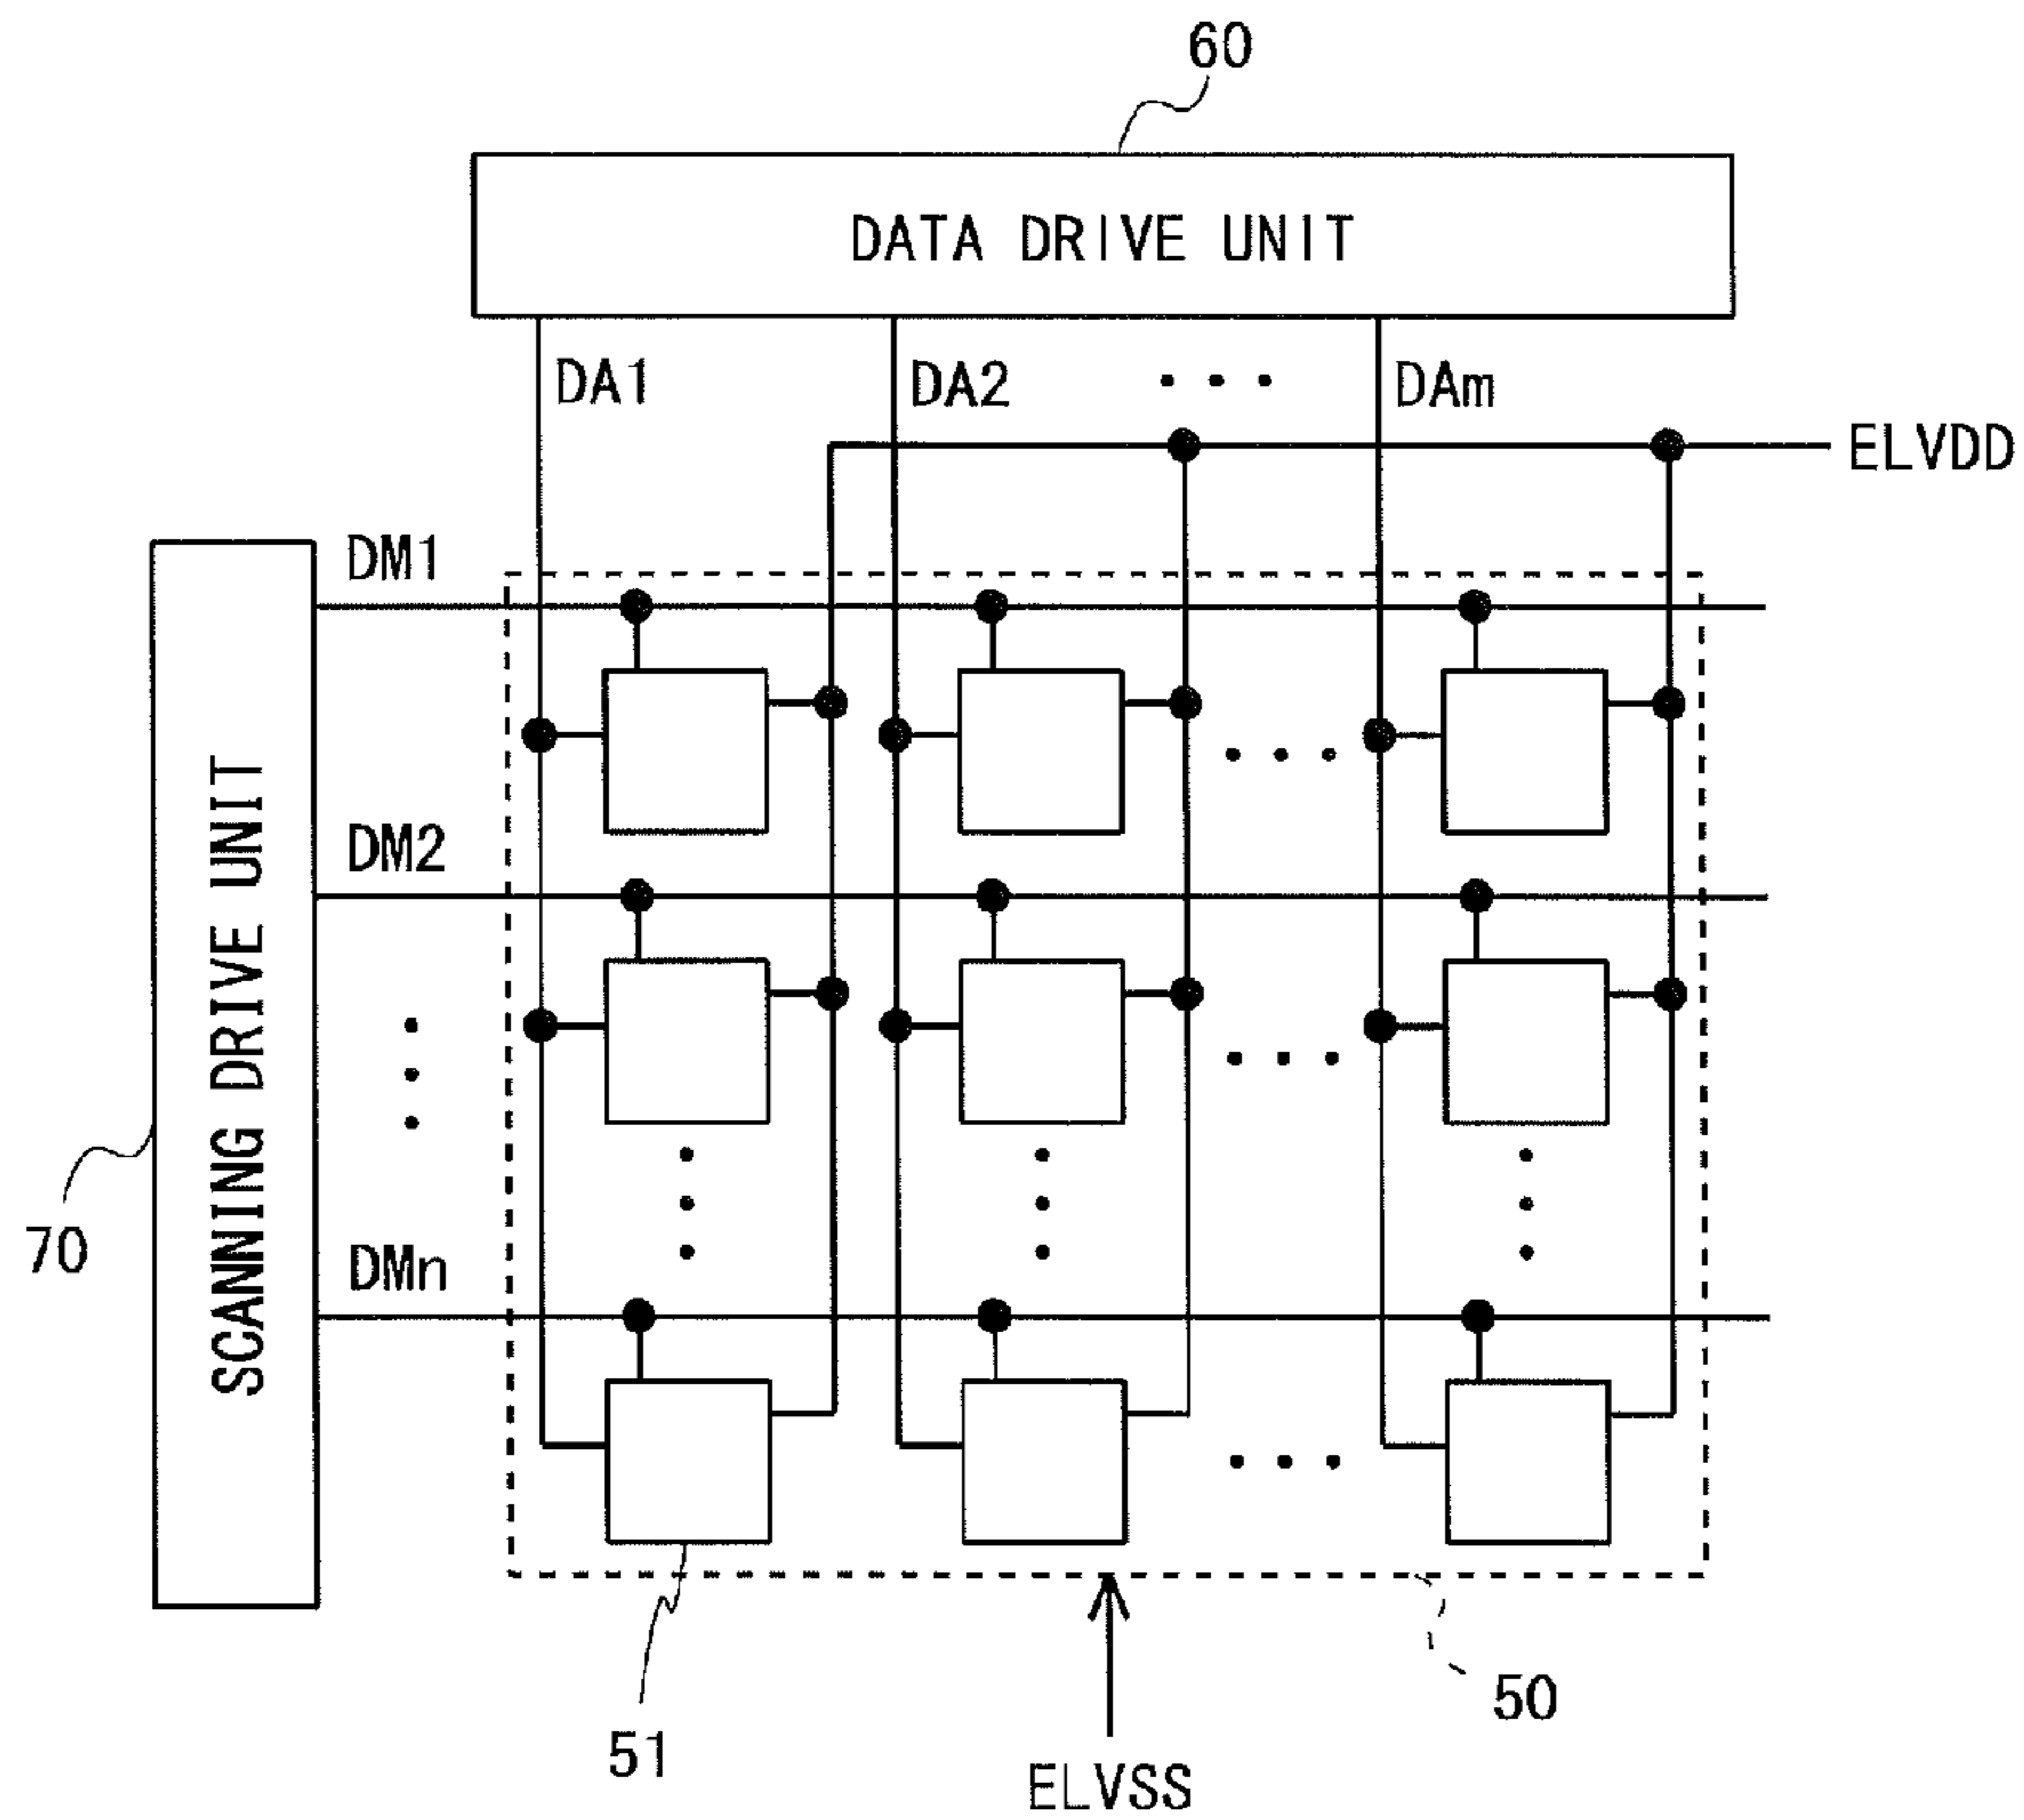 60
DATA DRIVE UNIT
DA1 DA2 ... DAm
ELVDD
DM1
DM2
DMn
SCANNING DRIVE UNIT
70
51
50
ELVSS